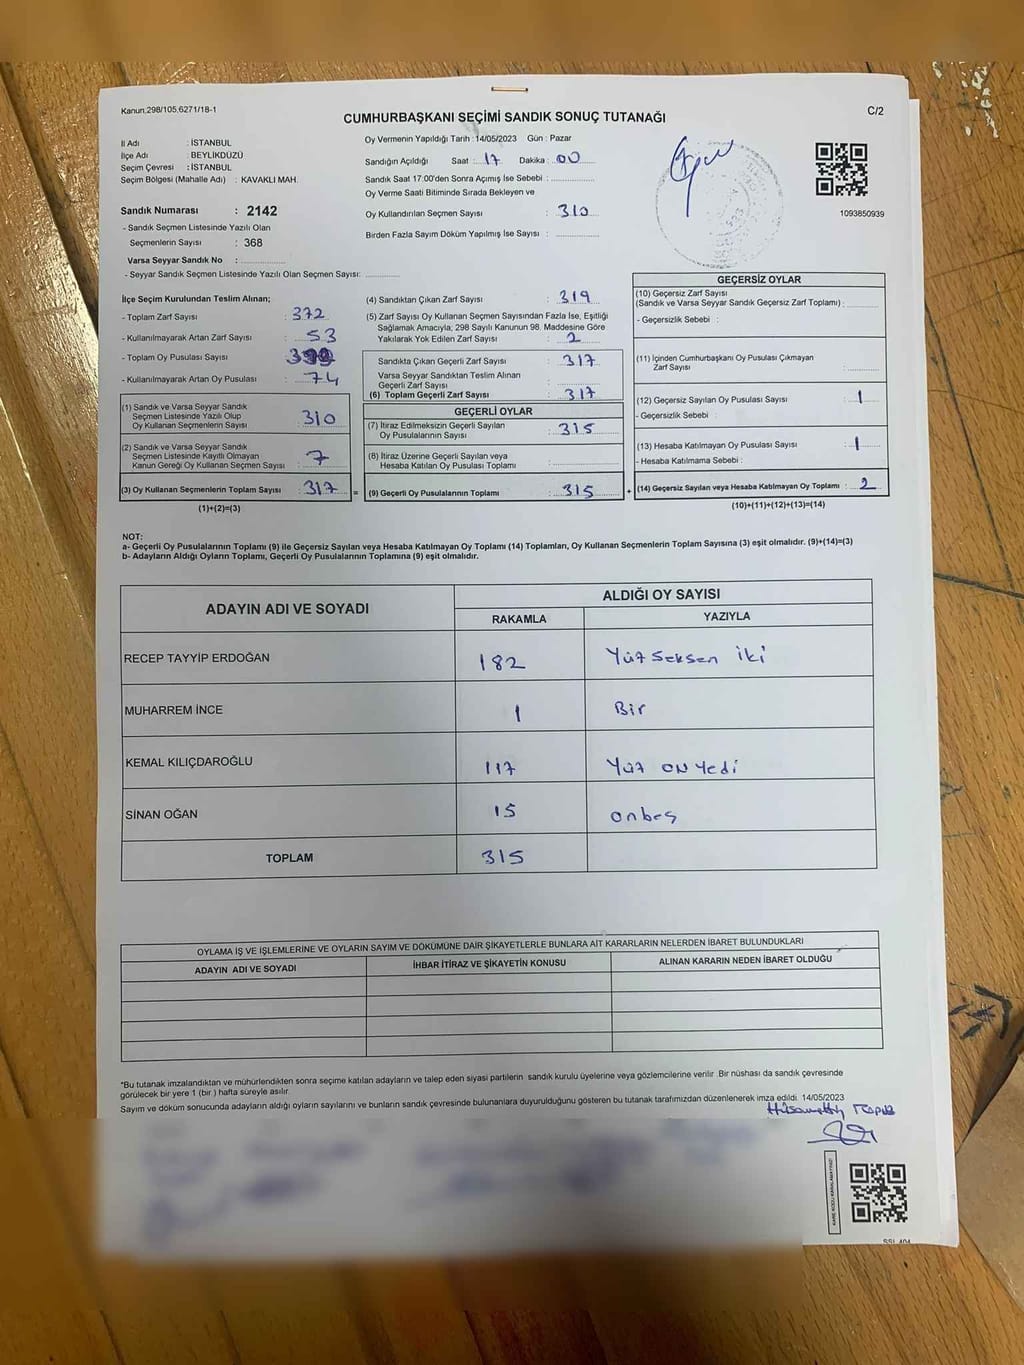 Kanun,298/105,6271/18-1
C/2
CUMHURBAŞKANI SEÇİMİ SANDIK SONUÇ TUTANAĞI
İl Adı : İSTANBUL
İlçe Adı : BEYLİKDÜZÜ
Seçim Çevresi : İSTANBUL
Seçim Bölgesi (Mahalle Adı) : KAVAKLI MAH.
Sandık Numarası : 2142
- Sandık Seçmen Listesinde Yazılı Olan
Seçmenlerin Sayısı : 368
Varsa Seyyar Sandık No : ............
- Seyyar Sandık Seçmen Listesinde Yazılı Olan Seçmen Sayısı: ............
Oy Vermenin Yapıldığı Tarih : 14/05/2023 Gün : Pazar
Sandığın Açıldığı Saat : 17 Dakika : 00
Sandık Saat 17:00'den Sonra Açımış İse Sebebi : ............
Oy Verme Saati Bitiminde Sırada Bekleyen ve
Oy Kullandırılan Seçmen Sayısı : 310
Birden Fazla Sayım Döküm Yapılmış İse Sayısı : ............
1093850939
İlçe Seçim Kurulundan Teslim Alınan;
- Toplam Zarf Sayısı : 372
- Kullanılmayarak Artan Zarf Sayısı : 53
- Toplam Oy Pusulası Sayısı :
- Kullanılmayarak Artan Oy Pusulası : 74
(1) Sandık ve Varsa Seyyar Sandık
Seçmen Listesinde Yazılı Olup
Oy Kullanan Seçmenlerin Sayısı : 310
(2) Sandık ve Varsa Seyyar Sandık
Seçmen Listesinde Kayıtlı Olmayan
Kanun Gereği Oy Kullanan Seçmen Sayısı : 7
(3) Oy Kullanan Seçmenlerin Toplam Sayısı : 317 =
(1)+(2)=(3)
(4) Sandıktan Çıkan Zarf Sayısı : 319
(5) Zarf Sayısı Oy Kullanan Seçmen Sayısından Fazla İse, Eşitliği
Sağlamak Amacıyla, 298 Sayılı Kanunun 98. Maddesine Göre
Yakılarak Yok Edilen Zarf Sayısı : 2
Sandıkta Çıkan Geçerli Zarf Sayısı : 317
Varsa Seyyar Sandıktan Teslim Alınan
Geçerli Zarf Sayısı : ............
(6) Toplam Geçerli Zarf Sayısı : 317
GEÇERLİ OYLAR
(7) İtiraz Edilmeksizin Geçerli Sayılan
Oy Pusulalarının Sayısı : 315
(8) İtiraz Üzerine Geçerli Sayılan veya
Hesaba Katılan Oy Pusulası Toplamı : ............
(9) Geçerli Oy Pusulalarının Toplamı : 315 +
GEÇERSİZ OYLAR
(10) Geçersiz Zarf Sayısı
(Sandık ve Varsa Seyyar Sandık Geçersiz Zarf Toplamı) : ............
- Geçersizlik Sebebi :
(11) İçinden Cumhurbaşkanı Oy Pusulası Çıkmayan
Zarf Sayısı : ............
(12) Geçersiz Sayılan Oy Pusulası Sayısı : 1
- Geçersizlik Sebebi :
(13) Hesaba Katılmayan Oy Pusulası Sayısı : 1
- Hesaba Katılmama Sebebi :
(14) Geçersiz Sayılan veya Hesaba Katılmayan Oy Toplamı : 2
(10)+(11)+(12)+(13)=(14)
NOT:
a- Geçerli Oy Pusulalarının Toplamı (9) ile Geçersiz Sayılan veya Hesaba Katılmayan Oy Toplamı (14) Toplamları, Oy Kullanan Seçmenlerin Toplam Sayısına (3) eşit olmalıdır. (9)+(14)=(3)
b- Adayların Aldığı Oyların Toplamı, Geçerli Oy Pusulalarının Toplamına (9) eşit olmalıdır.
ADAYIN ADI VE SOYADI ALDIĞI OY SAYISI
RAKAMLA YAZIYLA
RECEP TAYYİP ERDOĞAN 182 Yüz seksen iki
MUHARREM İNCE 1 Bir
KEMAL KILIÇDAROĞLU 117 Yüz on yedi
SİNAN OĞAN 15 onbeş
TOPLAM 315
OYLAMA İŞ VE İŞLEMLERİNE VE OYLARIN SAYIM VE DÖKÜMÜNE DAİR ŞİKAYETLERLE BUNLARA AİT KARARLARIN NELERDEN İBARET BULUNDUKLARI
ADAYIN ADI VE SOYADI İHBAR İTİRAZ VE ŞİKAYETİN KONUSU ALINAN KARARIN NEDEN İBARET OLDUĞU
*Bu tutanak imzalandıktan ve mühürlendikten sonra seçime katılan adayların ve talep eden siyasi partilerin sandık kurulu üyelerine veya gözlemcilerine verilir .Bir nüshası da sandık çevresinde
görülecek bir yere 1 (bir ) hafta süreyle asılır.
Sayım ve döküm sonucunda adayların aldığı oyların sayılarını ve bunların sandık çevresinde bulunanlara duyurulduğunu gösteren bu tutanak tarafımızdan düzenlenerek imza edildi. 14/05/2023